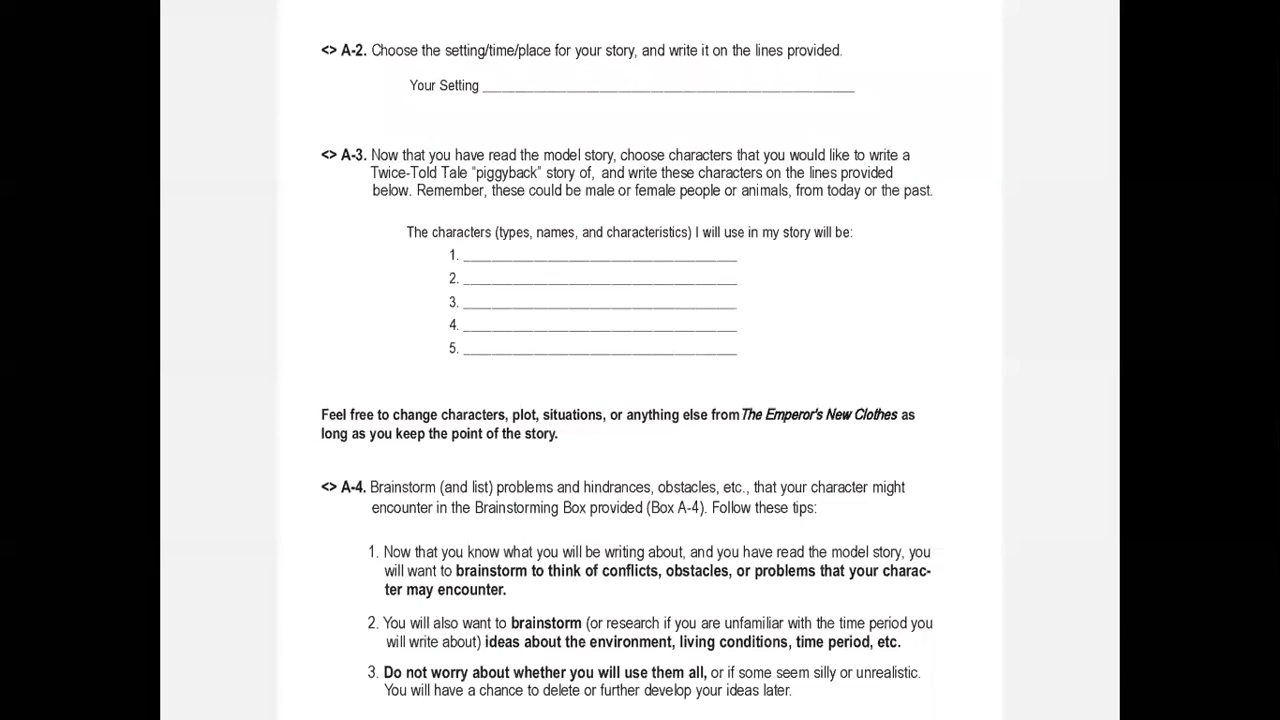 <> A-2. Choose the setting/time/place for your story, and write it on the lines provided.
Your Setting ______________________________________________
<> A-3. Now that you have read the model story, choose characters that you would like to write a
Twice-Told Tale “piggyback” story of, and write these characters on the lines provided
below. Remember, these could be male or female people or animals, from today or the past.
The characters (types, names, and characteristics) I will use in my story will be:
1. __________________________________
2. __________________________________
3. __________________________________
4. __________________________________
5. __________________________________
Feel free to change characters, plot, situations, or anything else from The Emperor's New Clothes as
long as you keep the point of the story.
<> A-4. Brainstorm (and list) problems and hindrances, obstacles, etc., that your character might
encounter in the Brainstorming Box provided (Box A-4). Follow these tips:
1. Now that you know what you will be writing about, and you have read the model story, you
will want to brainstorm to think of conflicts, obstacles, or problems that your charac-
ter may encounter.
2. You will also want to brainstorm (or research if you are unfamiliar with the time period you
will write about) ideas about the environment, living conditions, time period, etc.
3. Do not worry about whether you will use them all, or if some seem silly or unrealistic.
You will have a chance to delete or further develop your ideas later.